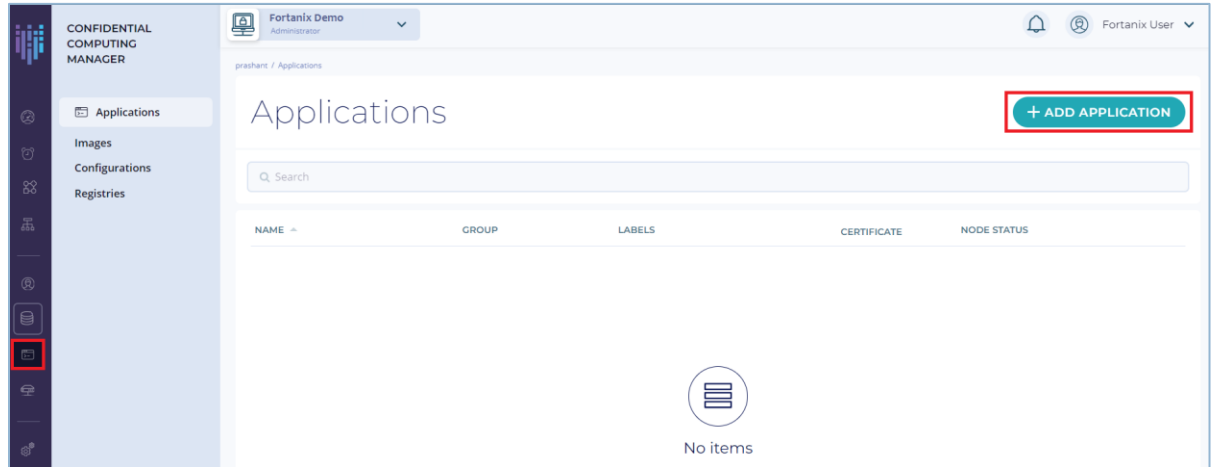 CONFIDENTIAL
COMPUTING
MANAGER
Applications
Images
Configurations
Registries
Fortanix Demo
Administrator
Fortanix User
prashant / Applications
Applications
+ ADD APPLICATION
Search
NAME GROUP LABELS CERTIFICATE NODE STATUS
No items